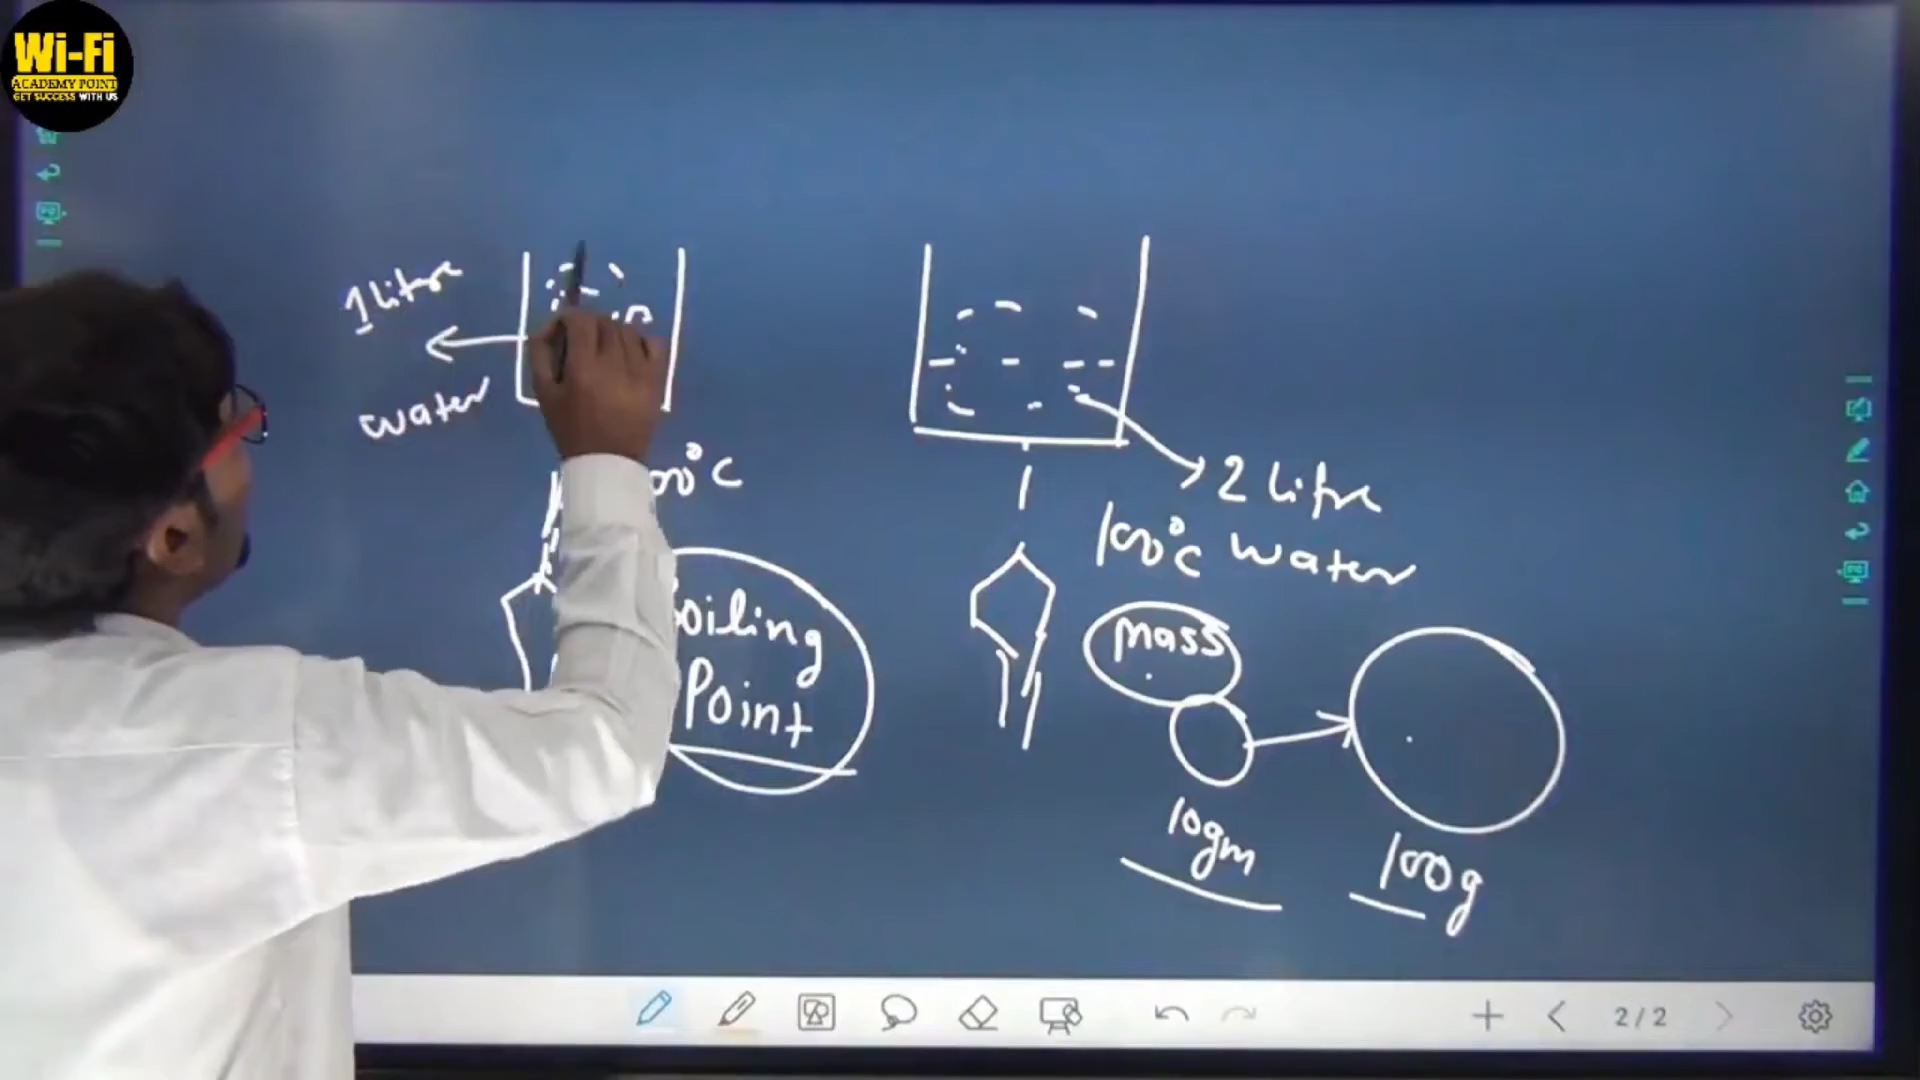 Wi-Fi
ACADEMY POINT
GET SUCCESS WITH US
1 Litre
water
2 Litre
100°C water
mass
Point
10gm
100g
2/2